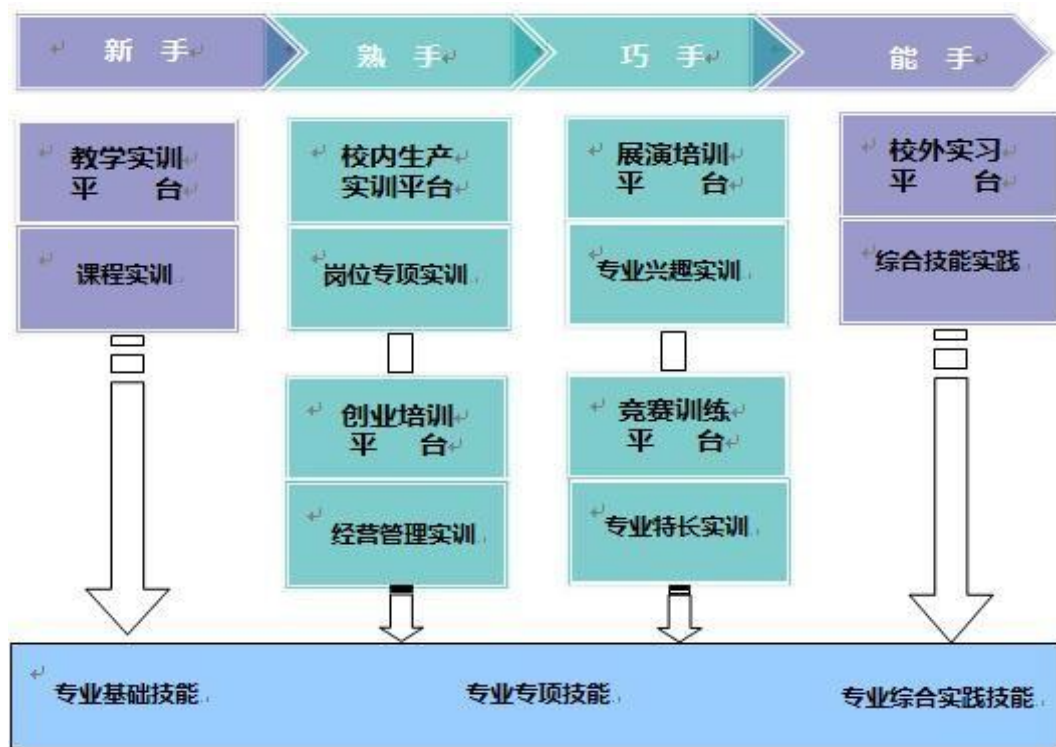 新 手
熟 手
巧 手
能 手
教学实训
平 台
课程实训
校内生产
实训平台
岗位专项实训
展演培训
平 台
专业兴趣实训
校外实习
平 台
综合技能实践
创业培训
平 台
经营管理实训
竞赛训练
平 台
专业特长实训
专业基础技能
专业专项技能
专业综合实践技能